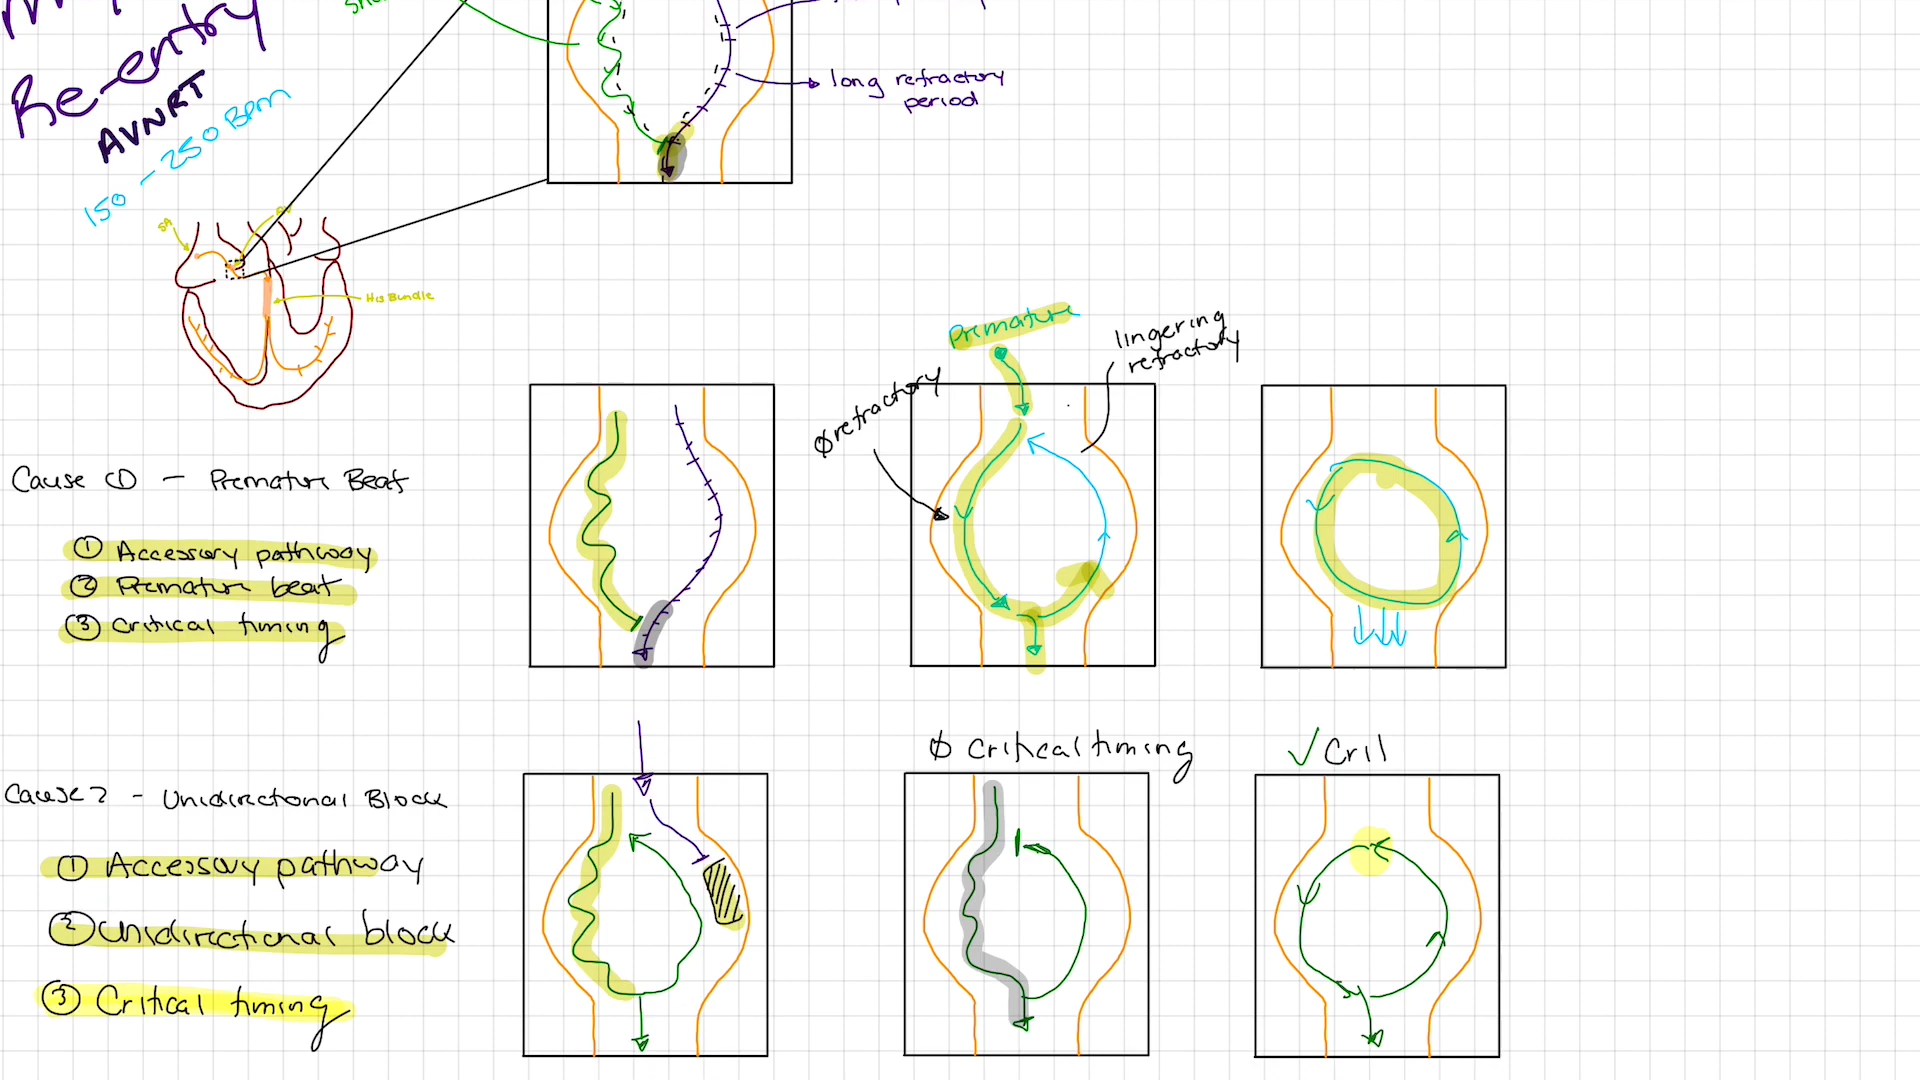 Re-entry
AVNRT
150 - 250 Bpm
long refractory
period
SA
His Bundle
Premature
lingering
refractory
∅ refractory
Cause ① - Premature Beat
① Accessory pathway
② Premature beat
③ critical timing
∅ Critical timing
✓ Cril
Cause 2 - Unidirectional Block
① Accessory pathway
② Unidirectional block
③ Critical timing